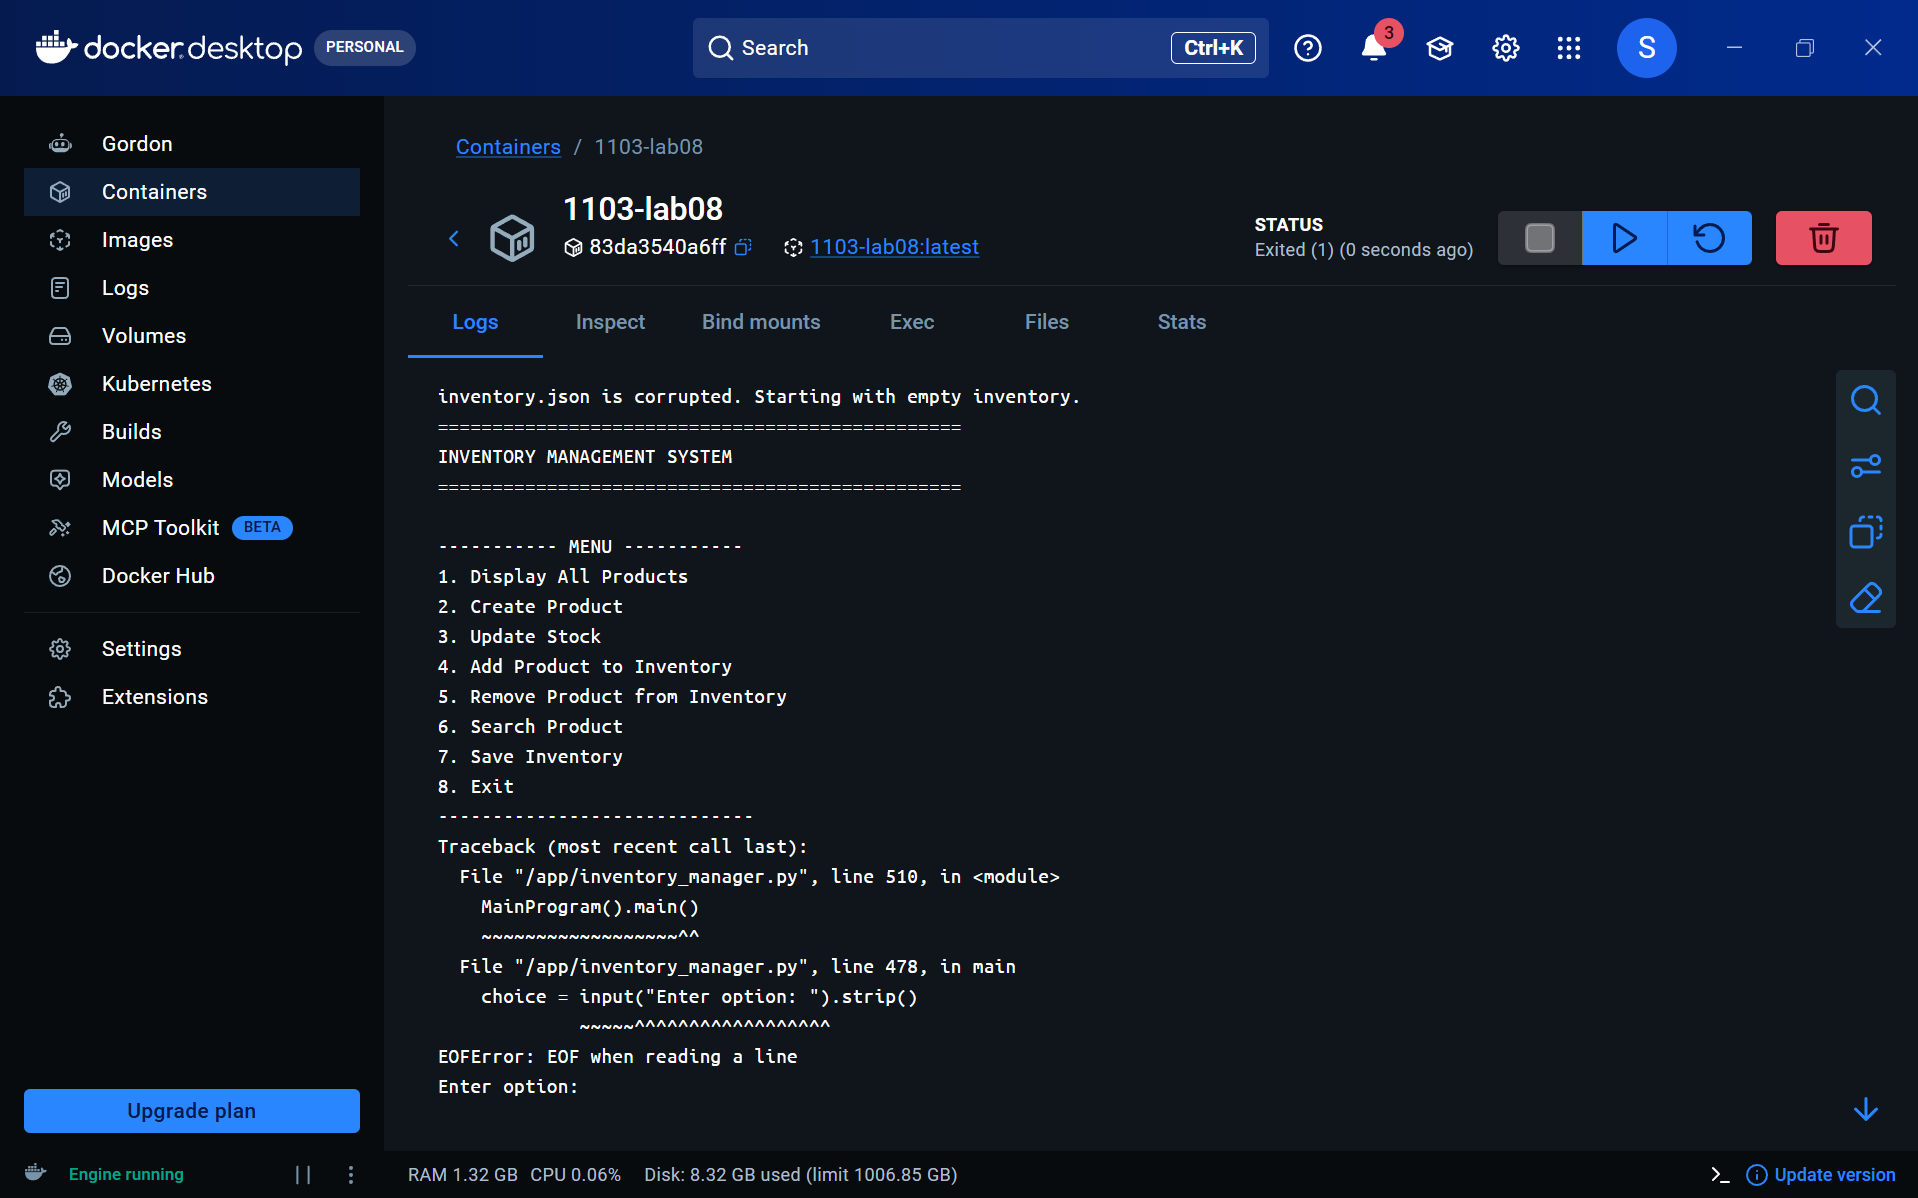 docker desktop PERSONAL
Search Ctrl+K
3
S
Gordon
Containers
Images
Logs
Volumes
Kubernetes
Builds
Models
MCP Toolkit BETA
Docker Hub
Settings
Extensions
Upgrade plan
Containers / 1103-lab08
1103-lab08
83da3540a6ff 1103-lab08:latest
STATUS
Exited (1) (0 seconds ago)
Logs Inspect Bind mounts Exec Files Stats
inventory.json is corrupted. Starting with empty inventory.
================================================
INVENTORY MANAGEMENT SYSTEM
================================================
----------- MENU -----------
1. Display All Products
2. Create Product
3. Update Stock
4. Add Product to Inventory
5. Remove Product from Inventory
6. Search Product
7. Save Inventory
8. Exit
-----------------------------
Traceback (most recent call last):
  File "/app/inventory_manager.py", line 510, in <module>
    MainProgram().main()
    ~~~~~~~~~~~~~~~~~~^^
  File "/app/inventory_manager.py", line 478, in main
    choice = input("Enter option: ").strip()
             ~~~~~^^^^^^^^^^^^^^^^^^
EOFError: EOF when reading a line
Enter option:
Engine running
RAM 1.32 GB CPU 0.06% Disk: 8.32 GB used (limit 1006.85 GB)
Update version